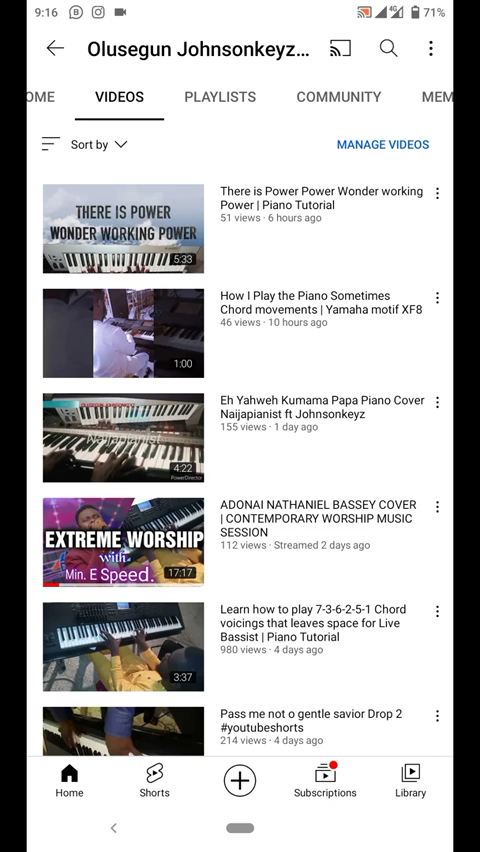 9:16
4G
71%
Olusegun Johnsonkeyz...
OME
VIDEOS
PLAYLISTS
COMMUNITY
MEM
Sort by
MANAGE VIDEOS
THERE IS POWER
WONDER WORKING POWER
5:33
There is Power Power Wonder working
Power | Piano Tutorial
51 views · 6 hours ago
1:00
How I Play the Piano Sometimes
Chord movements | Yamaha motif XF8
46 views · 10 hours ago
Naijapianist
4:22
PowerDirector
Eh Yahweh Kumama Papa Piano Cover
Naijapianist ft Johnsonkeyz
155 views · 1 day ago
EXTREME WORSHIP
with
Min. E Speed.
17:17
ADONAI NATHANIEL BASSEY COVER
| CONTEMPORARY WORSHIP MUSIC
SESSION
112 views · Streamed 2 days ago
3:37
Learn how to play 7-3-6-2-5-1 Chord
voicings that leaves space for Live
Bassist | Piano Tutorial
980 views · 4 days ago
Pass me not o gentle savior Drop 2
#youtubeshorts
214 views · 4 days ago
Home
Shorts
Subscriptions
Library